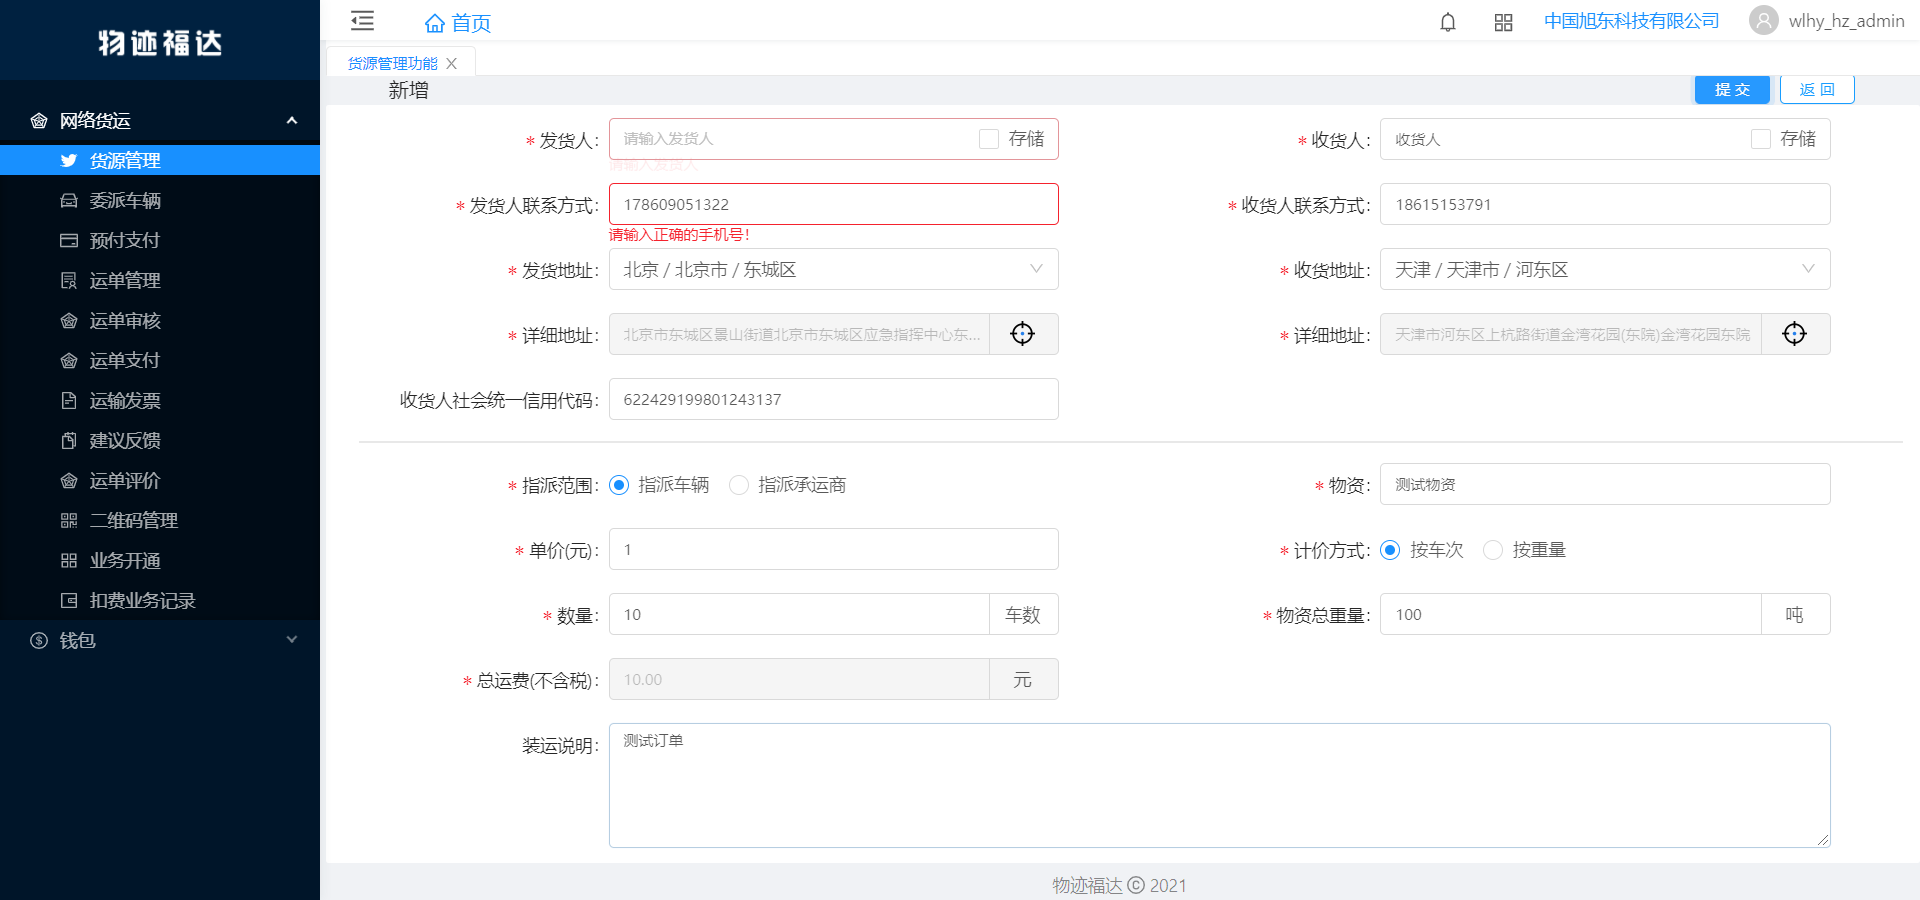 物迹福达
首页
中国旭东科技有限公司
wlhy_hz_admin
货源管理功能
新增
提 交
返 回
网络货运
货源管理
委派车辆
预付支付
运单管理
运单审核
运单支付
运输发票
建议反馈
运单评价
二维码管理
业务开通
扣费业务记录
钱包
* 发货人: 请输入发货人 存储
请输入发货人
* 收货人: 收货人 存储
* 发货人联系方式: 178609051322
请输入正确的手机号!
* 收货人联系方式: 18615153791
* 发货地址: 北京 / 北京市 / 东城区
* 收货地址: 天津 / 天津市 / 河东区
* 详细地址: 北京市东城区景山街道北京市东城区应急指挥中心东...
* 详细地址: 天津市河东区上杭路街道金湾花园(东院)金湾花园东院
收货人社会统一信用代码: 622429199801243137
* 指派范围: 指派车辆 指派承运商
* 物资: 测试物资
* 单价(元): 1
* 计价方式: 按车次 按重量
* 数量: 10 车数
* 物资总重量: 100 吨
* 总运费(不含税): 10.00 元
装运说明: 测试订单
物迹福达 © 2021